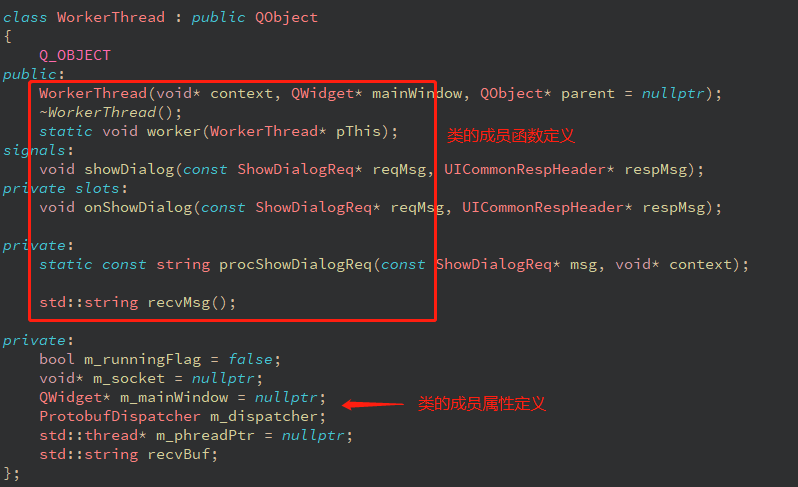 class WorkerThread : public QObject
{
    Q_OBJECT
public:
    WorkerThread(void* context, QWidget* mainWindow, QObject* parent = nullptr);
    ~WorkerThread();
    static void worker(WorkerThread* pThis);
类的成员函数定义
signals:
    void showDialog(const ShowDialogReq* reqMsg, UICommonRespHeader* respMsg);
private slots:
    void onShowDialog(const ShowDialogReq* reqMsg, UICommonRespHeader* respMsg);
private:
    static const string procShowDialogReq(const ShowDialogReq* msg, void* context);
    std::string recvMsg();
private:
    bool m_runningFlag = false;
    void* m_socket = nullptr;
    QWidget* m_mainWindow = nullptr;
类的成员属性定义
    ProtobufDispatcher m_dispatcher;
    std::thread* m_phreadPtr = nullptr;
    std::string recvBuf;
};